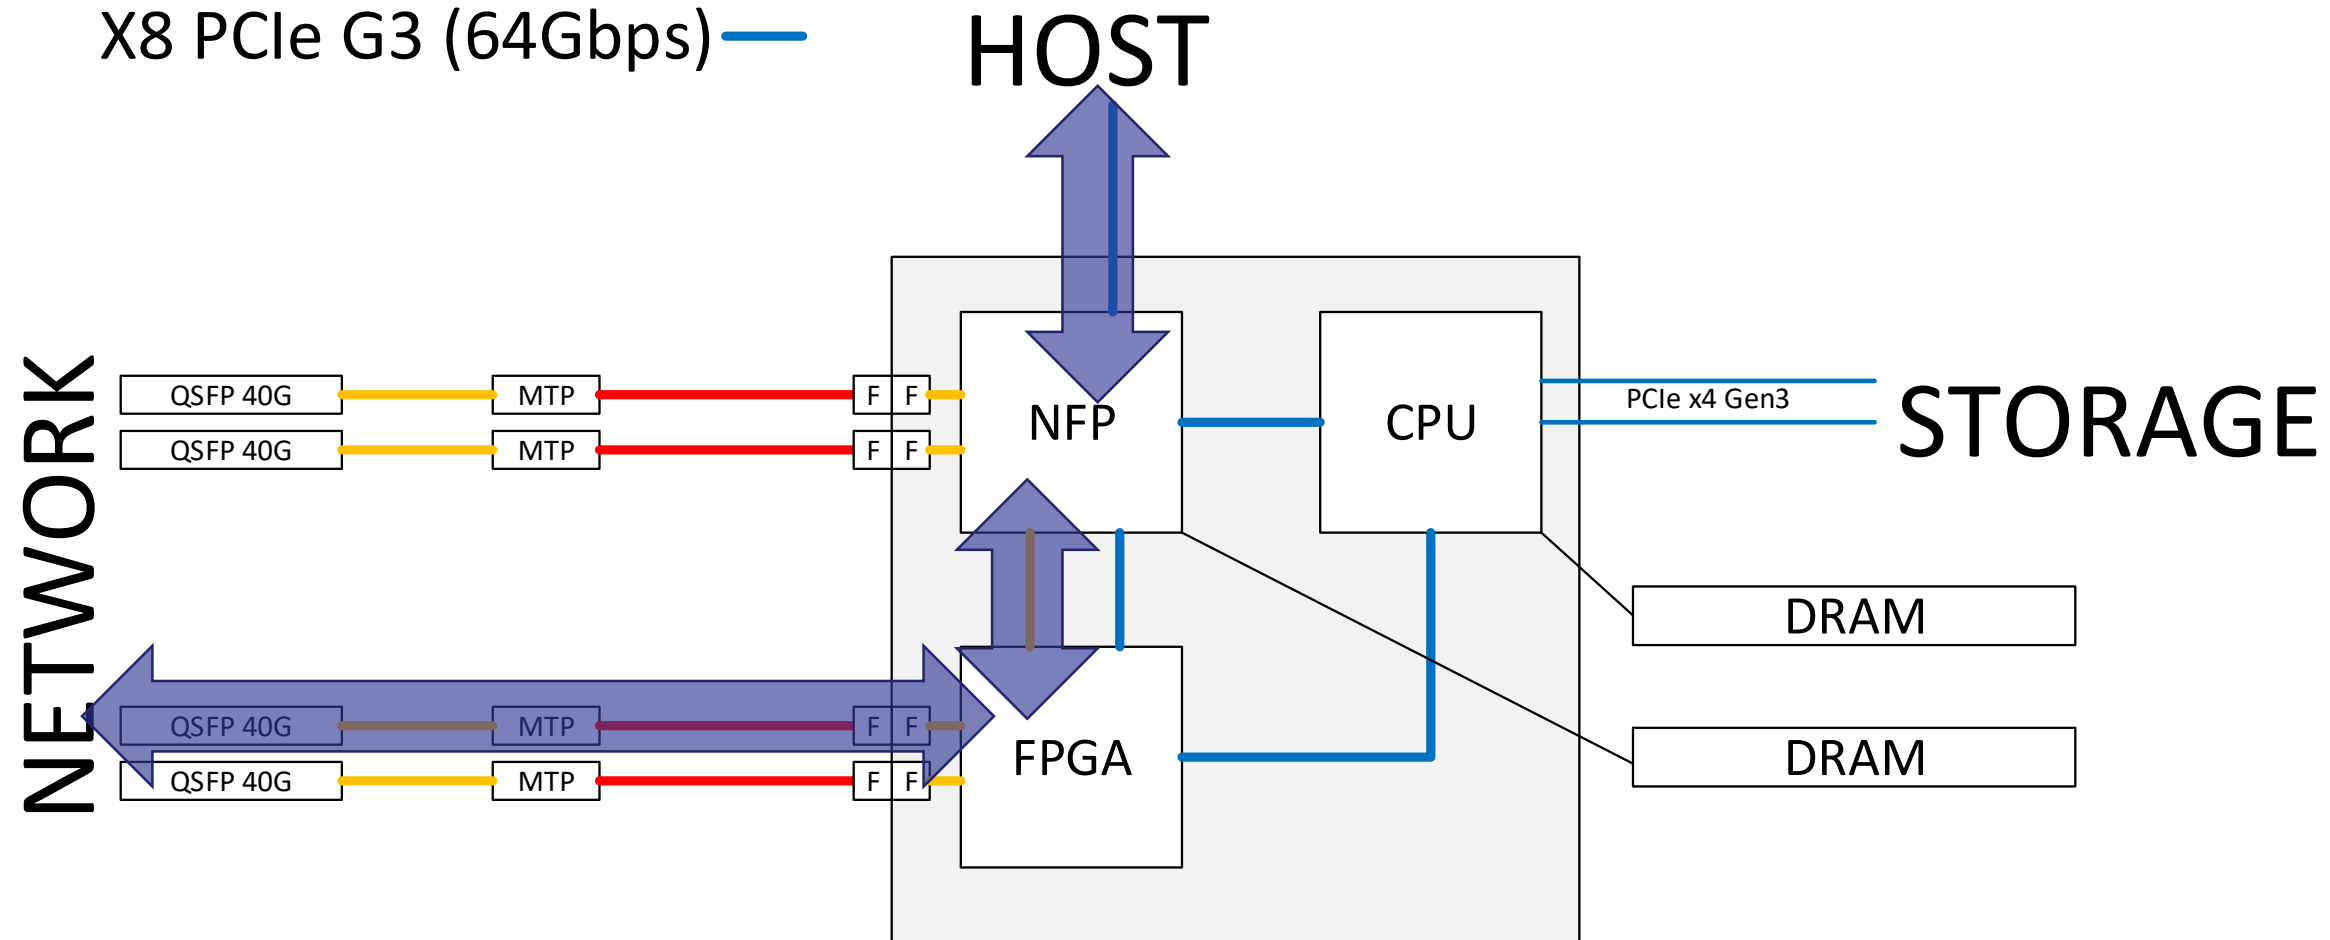 X8 PCIe G3 (64Gbps)
HOST
NETWORK
QSFP 40G MTP F F
QSFP 40G MTP F F
NFP
CPU
PCIe x4 Gen3
STORAGE
DRAM
QSFP 40G MTP F F
QSFP 40G MTP F F
FPGA
DRAM